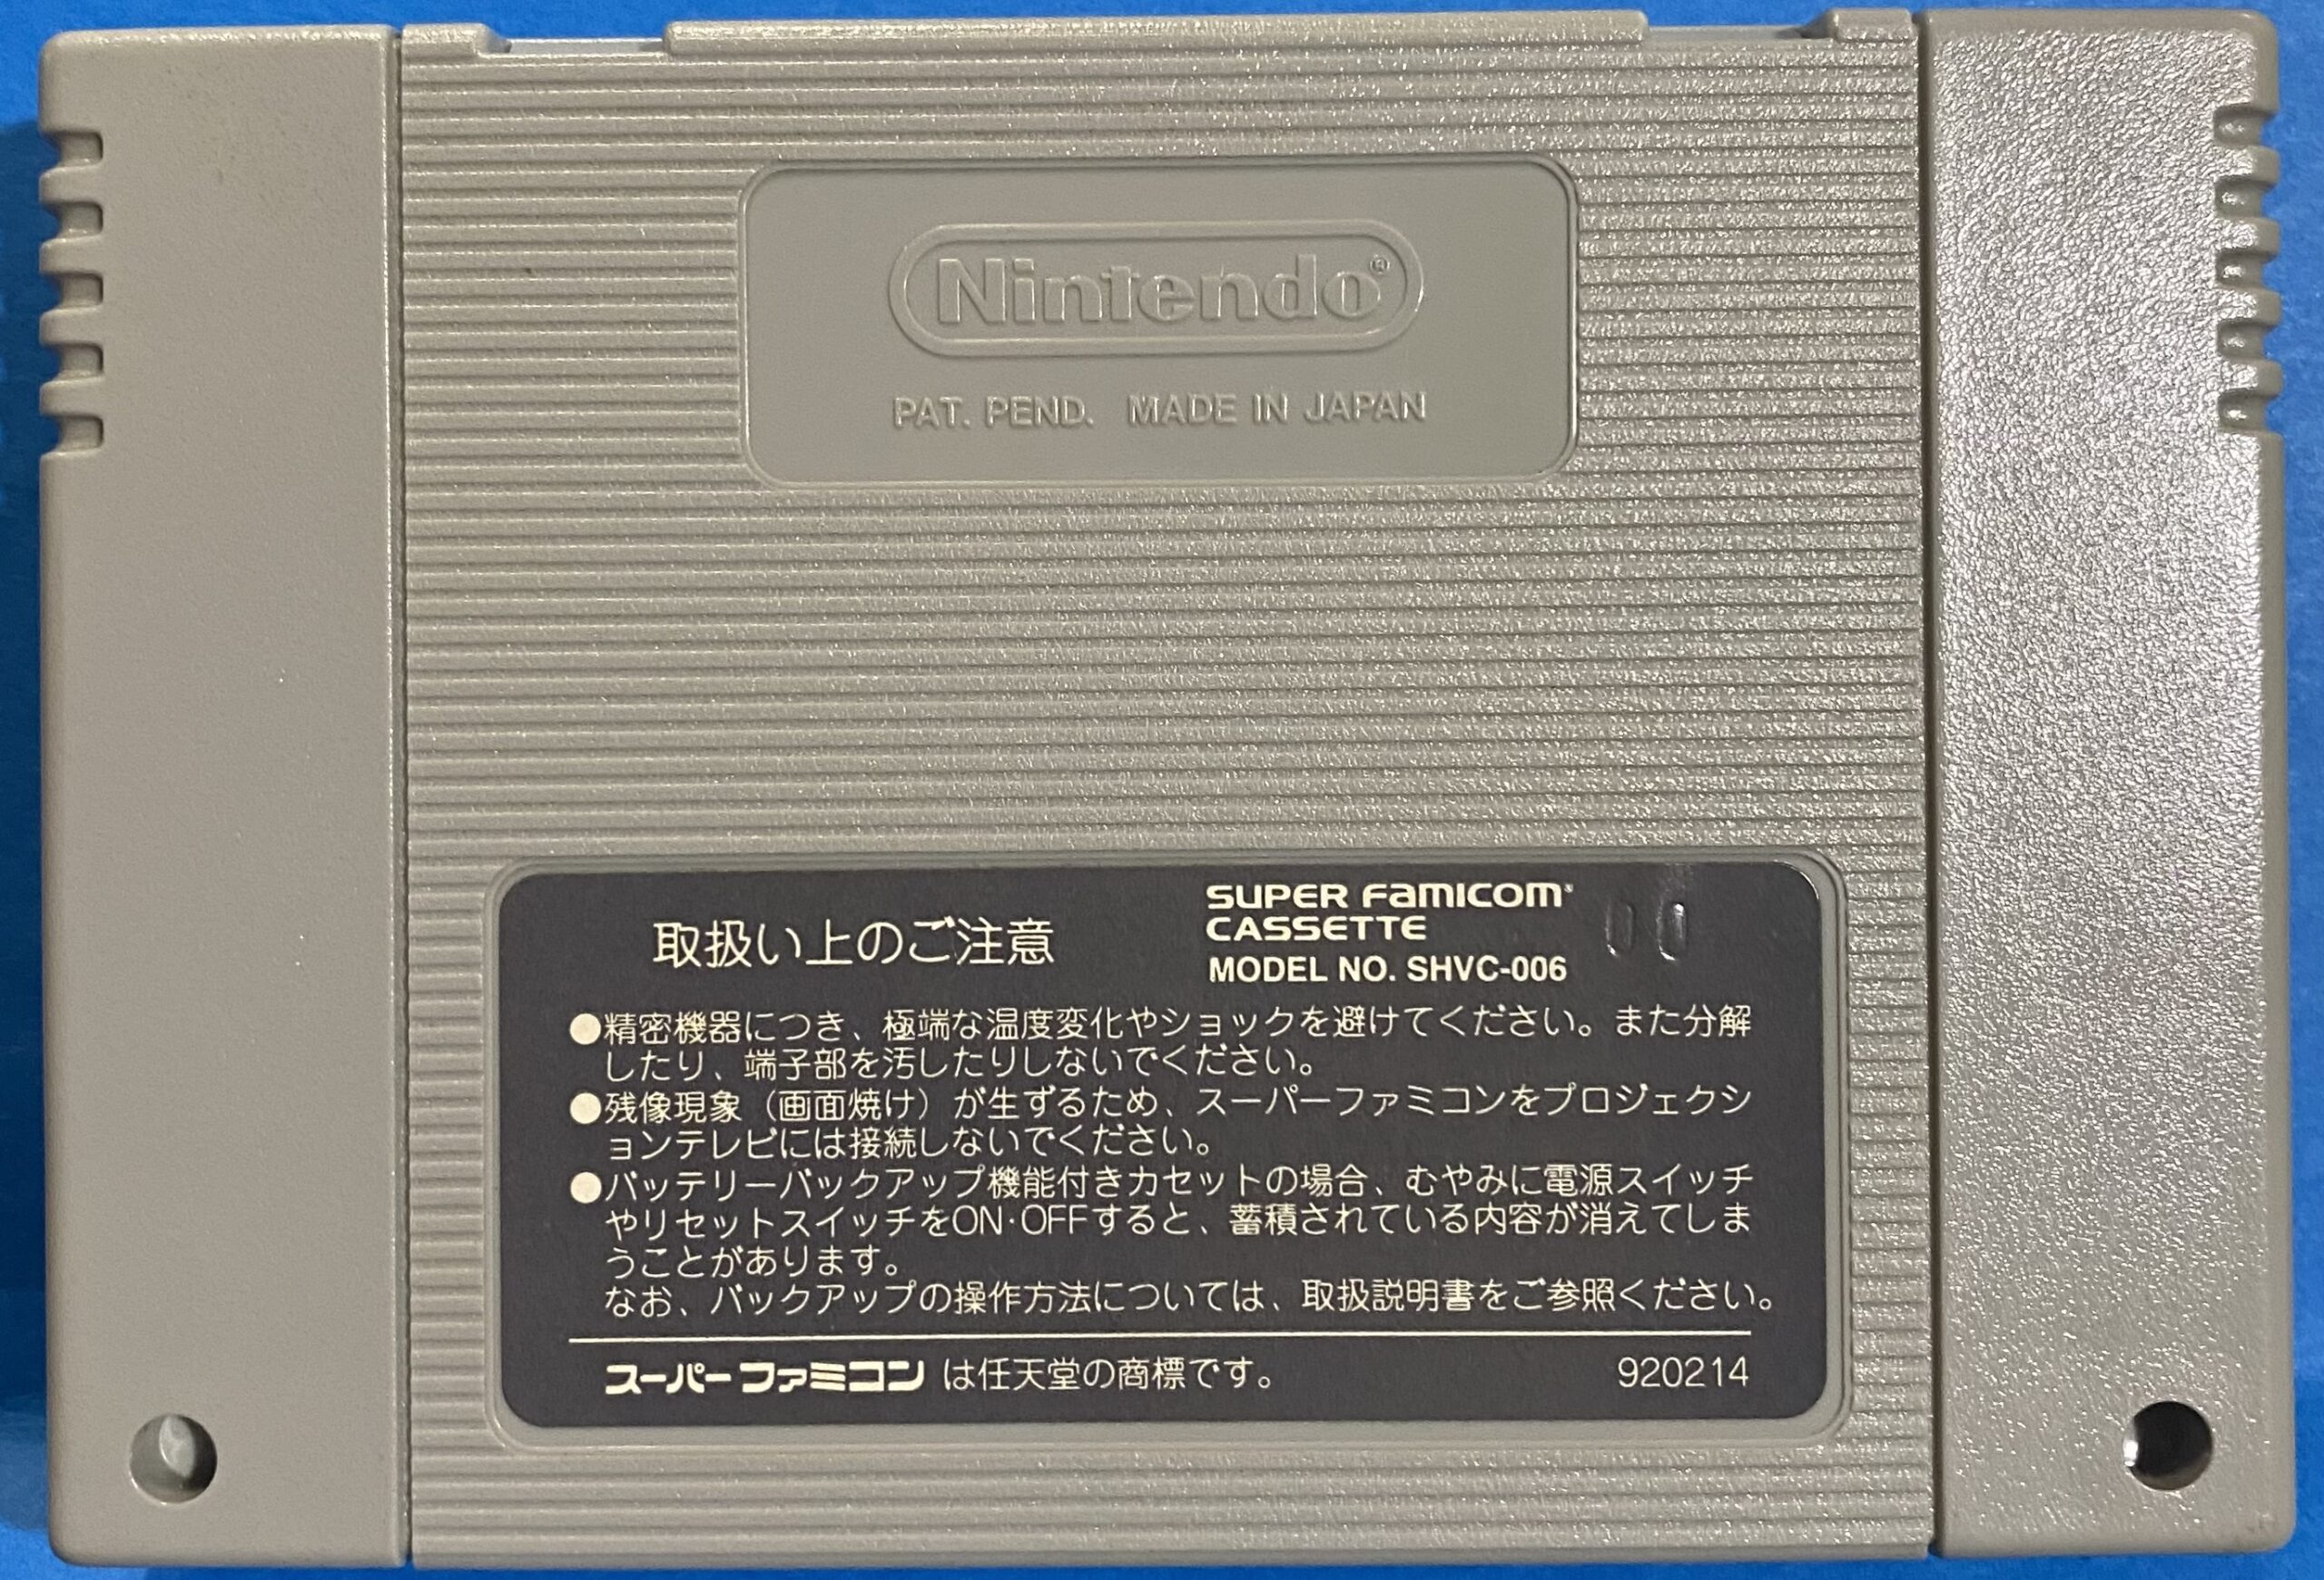 Nintendo®
PAT. PEND. MADE IN JAPAN
取扱い上のご注意
SUPER FAMICOM®
CASSETTE
MODEL NO. SHVC-006
00
●精密機器につき、極端な温度変化やショックを避けてください。また分解
したり、端子部を汚したりしないでください。
●残像現象（画面焼け）が生ずるため、スーパーファミコンをプロジェクシ
ョンテレビには接続しないでください。
●バッテリーバックアップ機能付きカセットの場合、むやみに電源スイッチ
やリセットスイッチをON·OFFすると、蓄積されている内容が消えてしま
うことがあります。
なお、バックアップの操作方法については、取扱説明書をご参照ください。
スーパーファミコン は任天堂の商標です。
920214